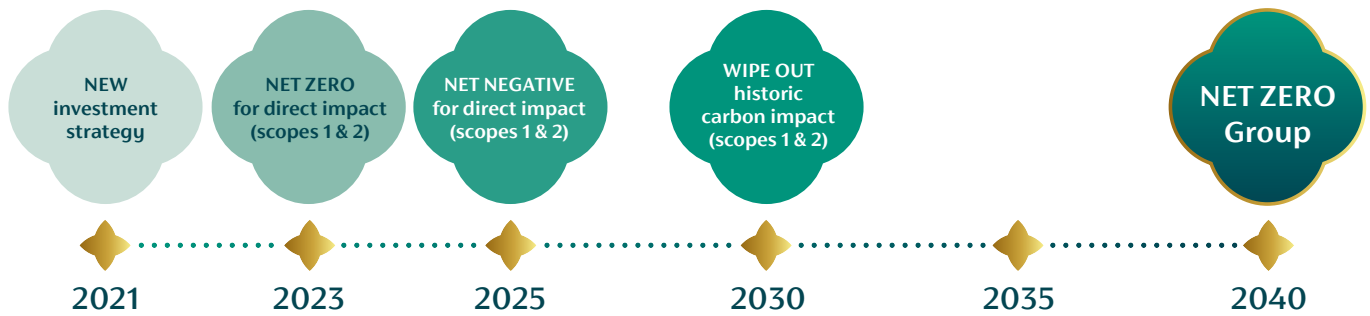 NEW
investment
strategy
NET ZERO
for direct impact
(scopes 1 & 2)
NET NEGATIVE
for direct impact
(scopes 1 & 2)
WIPE OUT
historic
carbon impact
(scopes 1 & 2)
NET ZERO
Group
2021
2023
2025
2030
2035
2040